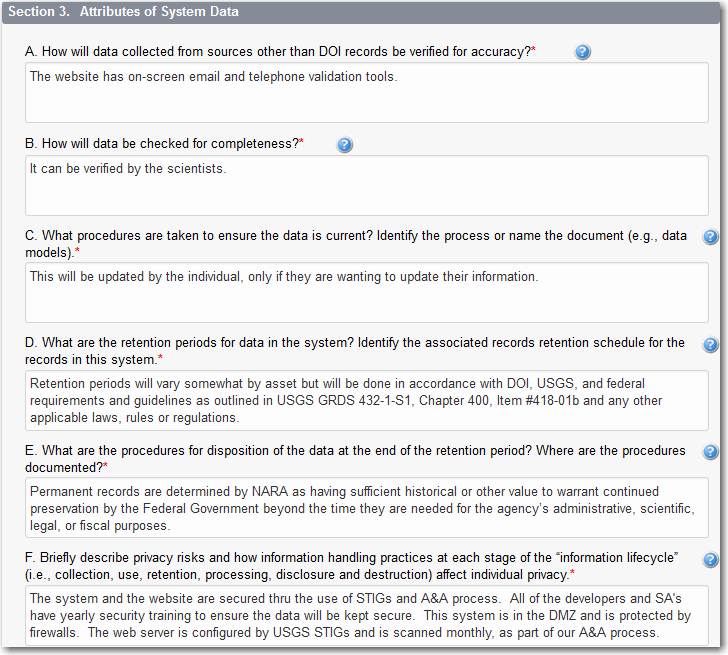 Section 3.   Attributes of System Data
A. How will data collected from sources other than DOI records be verified for accuracy?*
The website has on-screen email and telephone validation tools.
B. How will data be checked for completeness?*
It can be verified by the scientists.
C. What procedures are taken to ensure the data is current? Identify the process or name the document (e.g., data
models).*
This will be updated by the individual, only if they are wanting to update their information.
D. What are the retention periods for data in the system? Identify the associated records retention schedule for the
records in this system.*
Retention periods will vary somewhat by asset but will be done in accordance with DOI, USGS, and federal
requirements and guidelines as outlined in USGS GRDS 432-1-S1, Chapter 400, Item #418-01b and any other
applicable laws, rules or regulations.
E. What are the procedures for disposition of the data at the end of the retention period? Where are the procedures
documented?*
Permanent records are determined by NARA as having sufficient historical or other value to warrant continued
preservation by the Federal Government beyond the time they are needed for the agency's administrative, scientific,
legal, or fiscal purposes.
F. Briefly describe privacy risks and how information handling practices at each stage of the “information lifecycle”
(i.e., collection, use, retention, processing, disclosure and destruction) affect individual privacy.*
The system and the website are secured thru the use of STIGs and A&A process.  All of the developers and SA's
have yearly security training to ensure the data will be kept secure.  This system is in the DMZ and is protected by
firewalls.  The web server is configured by USGS STIGs and is scanned monthly, as part of our A&A process.